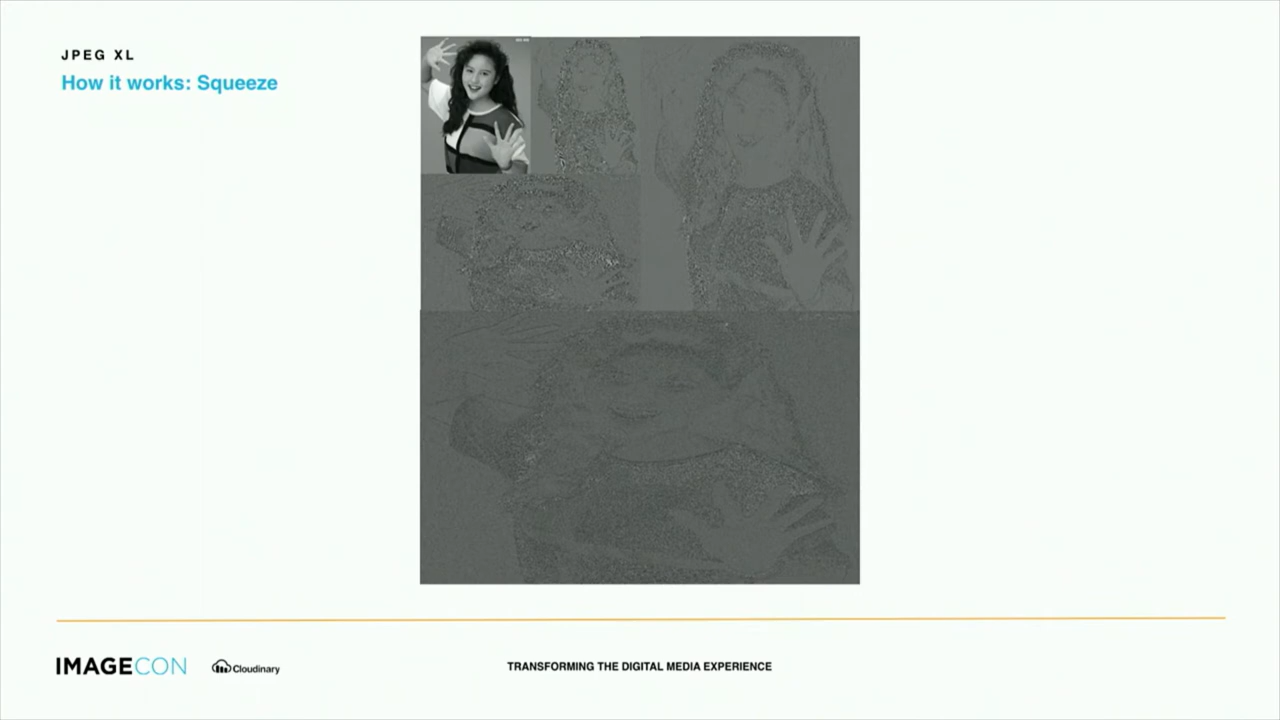 JPEG XL
How it works: Squeeze
IMAGECON
Cloudinary
TRANSFORMING THE DIGITAL MEDIA EXPERIENCE